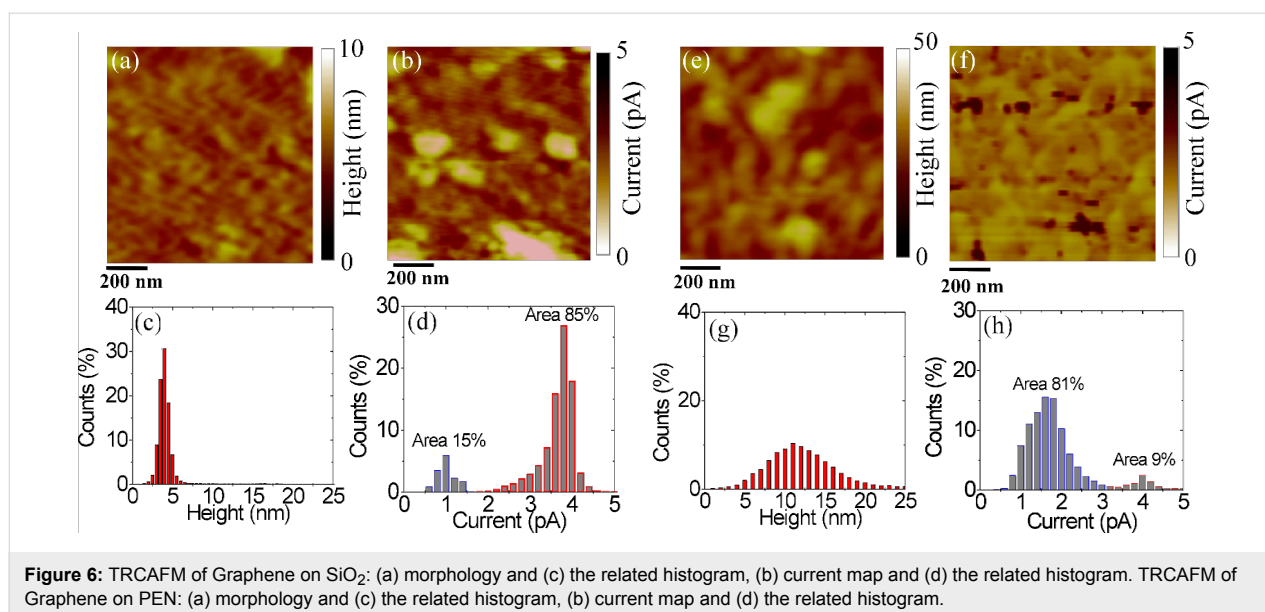 (a)
10
Height (nm)
0
200 nm
(b)
5
Current (pA)
0
200 nm
(e)
50
Height (nm)
0
200 nm
(f)
5
Current (pA)
0
200 nm
(c)
40
30
20
10
0
Counts (%)
0 5 10 15 20 25
Height (nm)
(d)
30
20
10
0
Counts (%)
Area 15%
Area 85%
0 1 2 3 4 5
Current (pA)
(g)
40
20
0
Counts (%)
0 5 10 15 20 25
Height (nm)
(h)
30
20
10
0
Counts (%)
Area 81%
Area 9%
1 2 3 4 5
Current (pA)
Figure 6: TRCAFM of Graphene on SiO₂: (a) morphology and (c) the related histogram, (b) current map and (d) the related histogram. TRCAFM of
Graphene on PEN: (a) morphology and (c) the related histogram, (b) current map and (d) the related histogram.